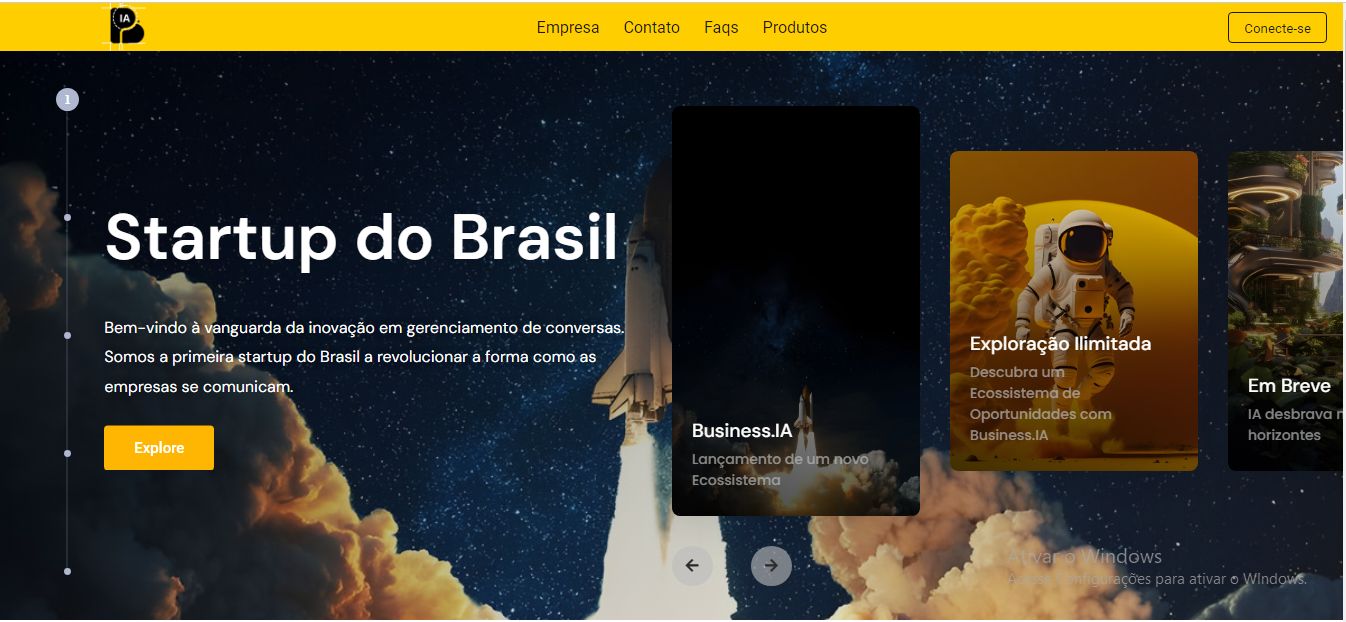 IA
Empresa Contato Faqs Produtos
Conecte-se
1
Startup do Brasil
Bem-vindo à vanguarda da inovação em gerenciamento de conversas.
Somos a primeira startup do Brasil a revolucionar a forma como as
empresas se comunicam.
Explore
Business.IA
Lançamento de um novo
Ecossistema
Exploração Ilimitada
Descubra um
Ecossistema de
Oportunidades com
Business.IA
Em Breve
IA desbrava
horizontes
Ativar o Windows
Acesse Configurações para ativar o Windows.